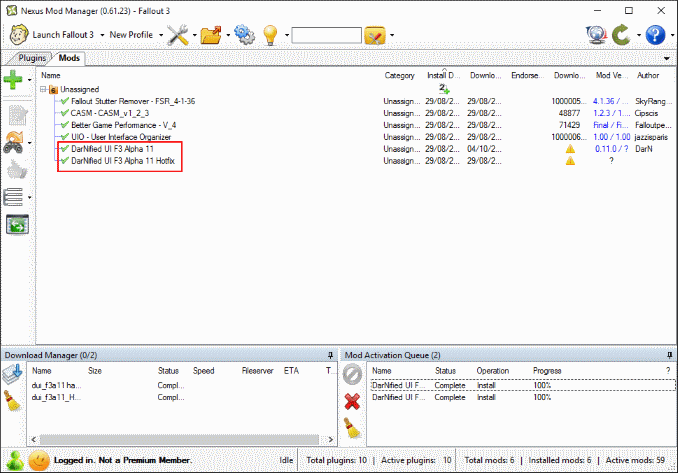 Nexus Mod Manager (0.61.23) - Fallout 3
Launch Fallout 3 New Profile
Plugins Mods
Name Category Install D... Downlo... Endorse... Downlo... Mod Ve... Author
2
Unassigned 6
Fallout Stutter Remover - FSR_4-1-36 Unassign... 29/08/2... 29/08/2... 1000005... 4.1.36 / ... SkyRang...
CASM - CASM_v1_2_3 Unassign... 29/08/2... 29/08/2... 48877 1.2.3 / 1.... Cipscis
Better Game Performance - V_4 Unassign... 29/08/2... 29/08/2... 71429 Final / Fi... Falloutpe...
UIO - User Interface Organizer Unassign... 29/08/2... 29/08/2... 1000006... 1.00 / 1.00 jazzisparis
DarNified UI F3 Alpha 11 Unassign... 29/08/2... 04/10/2... 0.11.0 / ? DarN
DarNified UI F3 Alpha 11 Hotfix Unassign... 29/08/2... 29/08/2... ?
Download Manager (0/2)
Name Size Status Speed Fileserver ETA T...
dui_f3a11 ha... Compl...
dui_f3a11_H... Compl...
Mod Activation Queue (2)
Name Status Operation Progress ?
DarNified UI F... Complete Install 100%
DarNified UI F... Complete Install 100%
Logged in. Not a Premium Member. Idle Total plugins: 10 | Active plugins: 10 Total mods: 6 | Installed mods: 6 | Active mods: 59